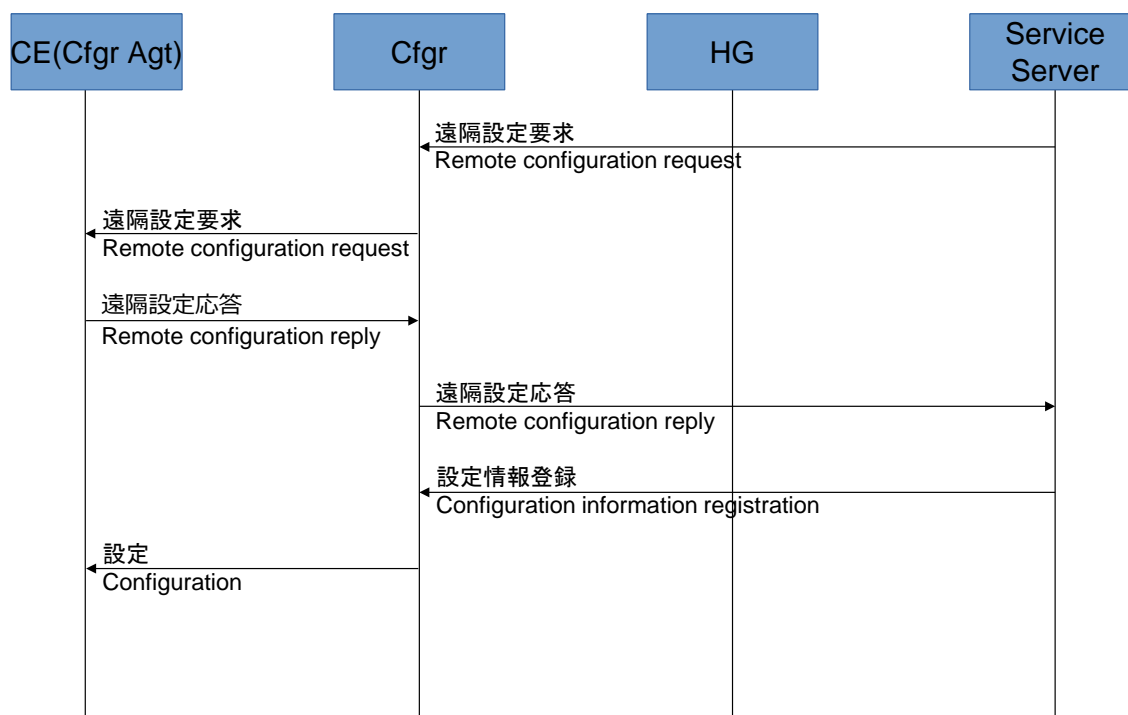 CE(Cfgr Agt)
Cfgr
HG
Service
Server
遠隔設定要求
Remote configuration request
遠隔設定要求
Remote configuration request
遠隔設定応答
Remote configuration reply
遠隔設定応答
Remote configuration reply
設定情報登録
Configuration information registration
設定
Configuration